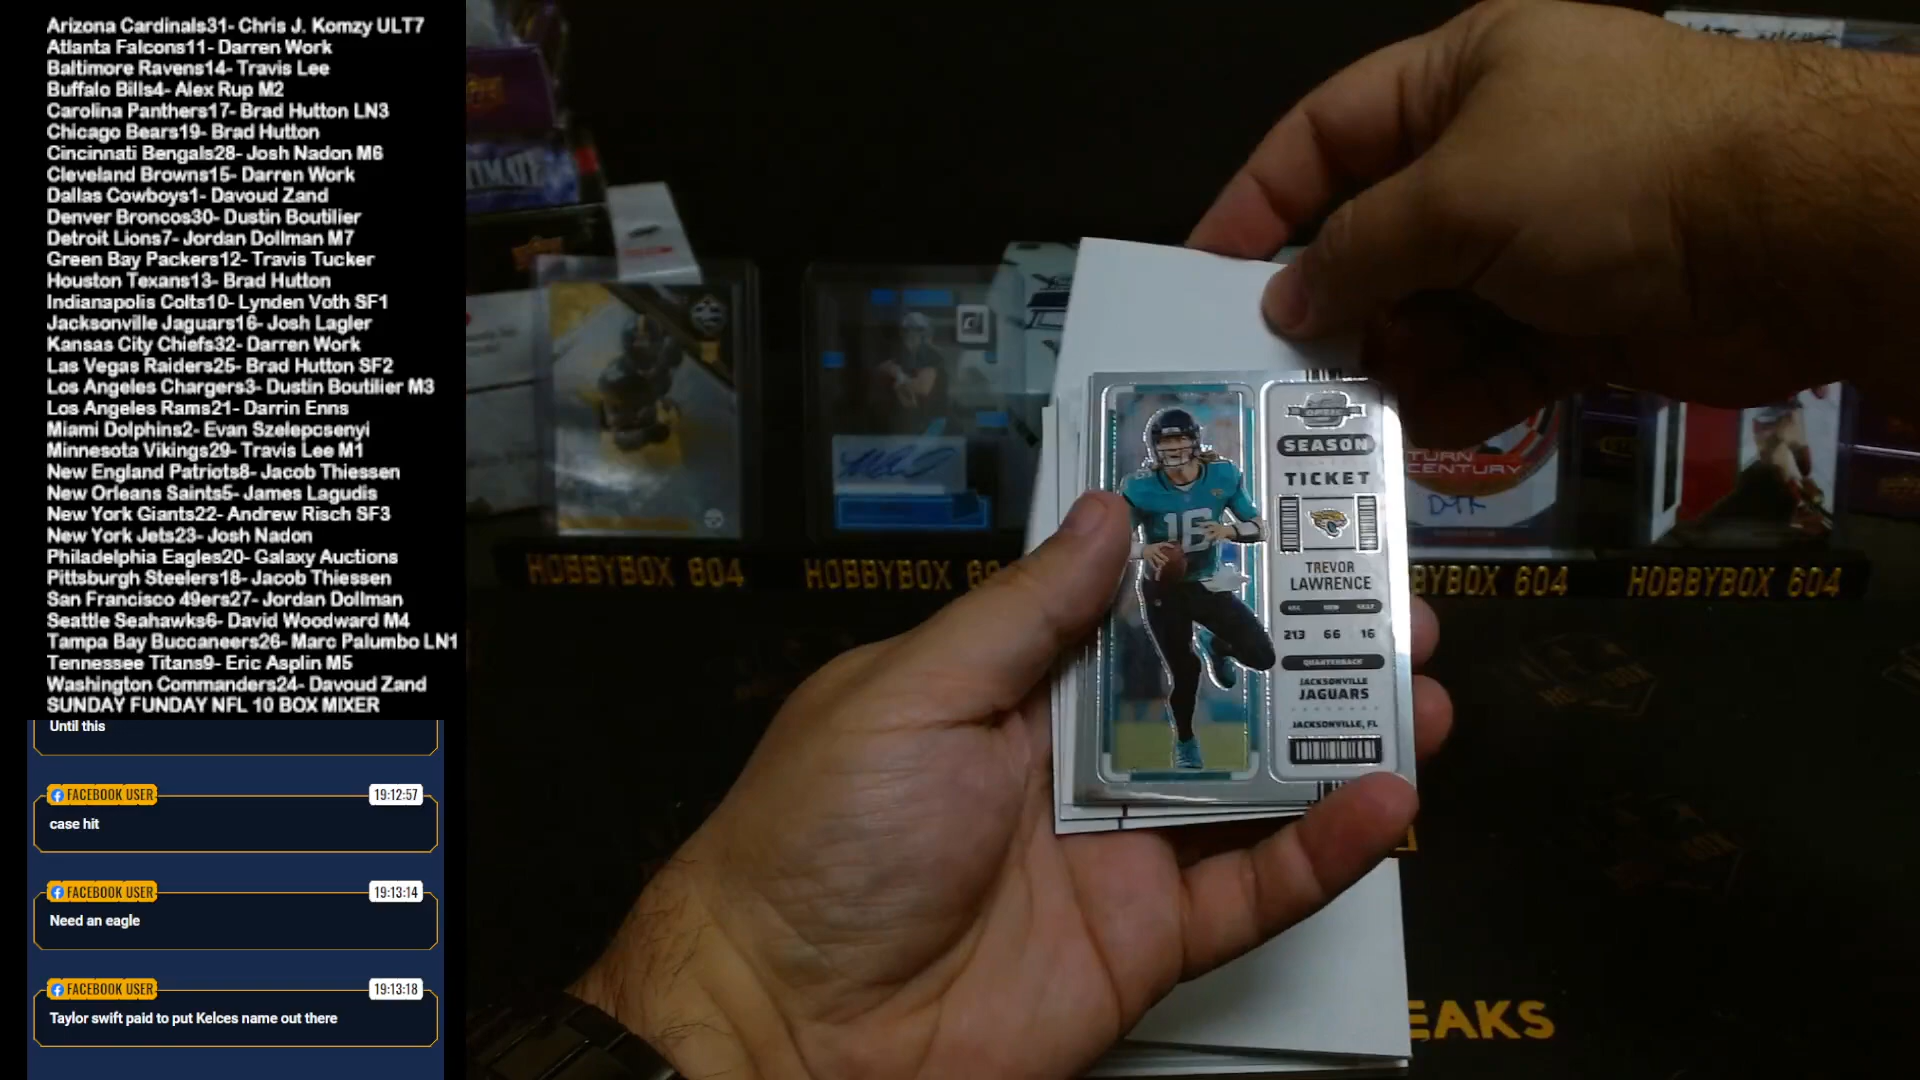 Arizona Cardinals31- Chris J. Komzy ULT7
Atlanta Falcons11- Darren Work
Baltimore Ravens14- Travis Lee
Buffalo Bills4- Alex Rup M2
Carolina Panthers17- Brad Hutton LN3
Chicago Bears19- Brad Hutton
Cincinnati Bengals28- Josh Nadon M6
Cleveland Browns15- Darren Work
Dallas Cowboys1- Davoud Zand
Denver Broncos30- Dustin Boutilier
Detroit Lions7- Jordan Dollman M7
Green Bay Packers12- Travis Tucker
Houston Texans13- Brad Hutton
Indianapolis Colts10- Lynden Voth SF1
Jacksonville Jaguars16- Josh Lagler
Kansas City Chiefs32- Darren Work
Las Vegas Raiders25- Brad Hutton SF2
Los Angeles Chargers3- Dustin Boutilier M3
Los Angeles Rams21- Darrin Enns
Miami Dolphins2- Evan Szelepcsenyi
Minnesota Vikings29- Travis Lee M1
New England Patriots8- Jacob Thiessen
New Orleans Saints5- James Lagudis
New York Giants22- Andrew Risch SF3
New York Jets23- Josh Nadon
Philadelphia Eagles20- Galaxy Auctions
Pittsburgh Steelers18- Jacob Thiessen
San Francisco 49ers27- Jordan Dollman
Seattle Seahawks6- David Woodward M4
Tampa Bay Buccaneers26- Marc Palumbo LN1
Tennessee Titans9- Eric Asplin M5
Washington Commanders24- Davoud Zand
SUNDAY FUNDAY NFL 10 BOX MIXER
Until this
FACEBOOK USER 19:12:57
case hit
FACEBOOK USER 19:13:14
Need an eagle
FACEBOOK USER 19:13:18
Taylor swift paid to put Kelces name out there
OPTIC
SEASON
TICKET
16
TREVOR
LAWRENCE
213 66 16
QUARTERBACK
JACKSONVILLE
JAGUARS
JACKSONVILLE, FL
TURN
CENTURY
HOBBYBOX 604
HOBBYBOX 60
BYBOX 604
HOBBYBOX 604
EAKS